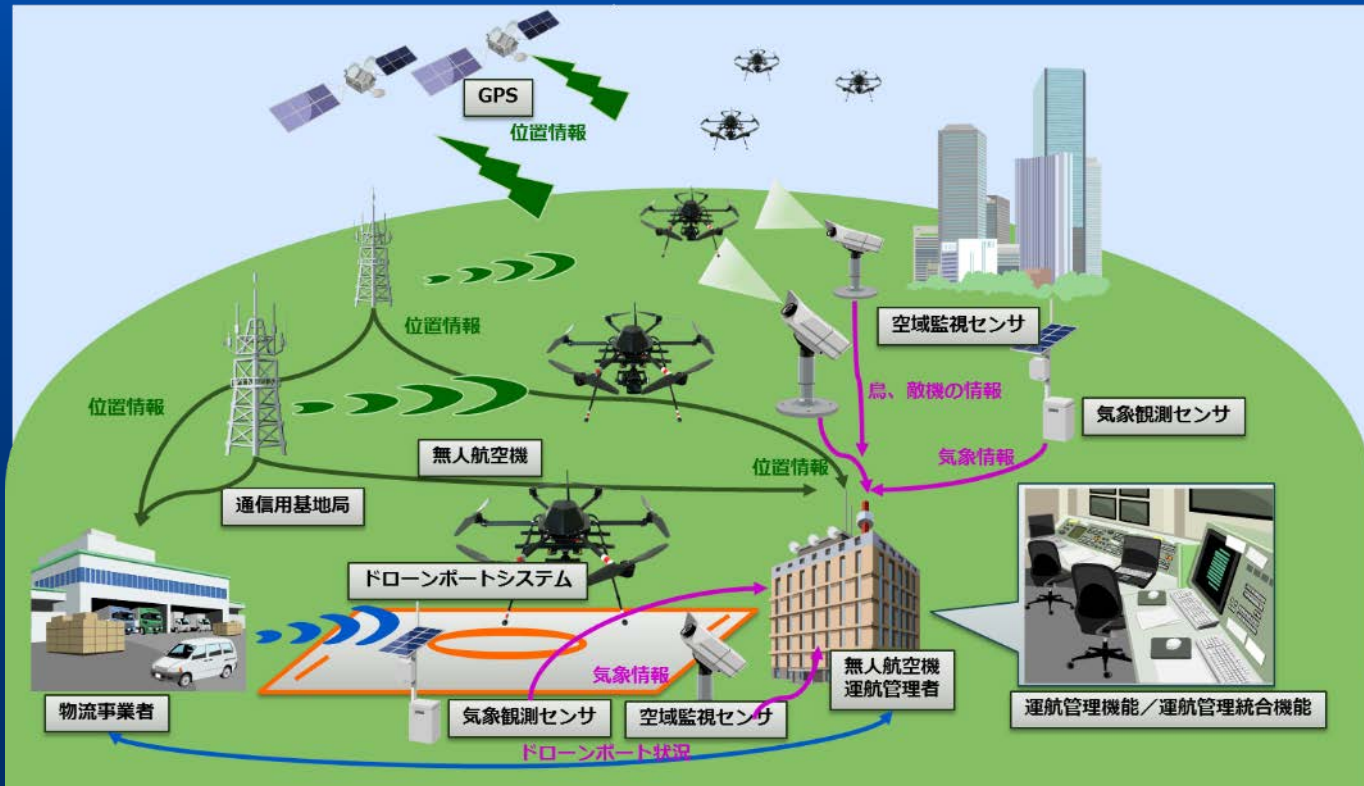 GPS
位置情報
位置情報
空域監視センサ
位置情報
鳥、敵機の情報
気象観測センサ
無人航空機
位置情報
気象情報
通信用基地局
ドローンポートシステム
気象情報
無人航空機
運航管理者
物流事業者
気象観測センサ
空域監視センサ
運航管理機能/運航管理統合機能
ドローンポート状況